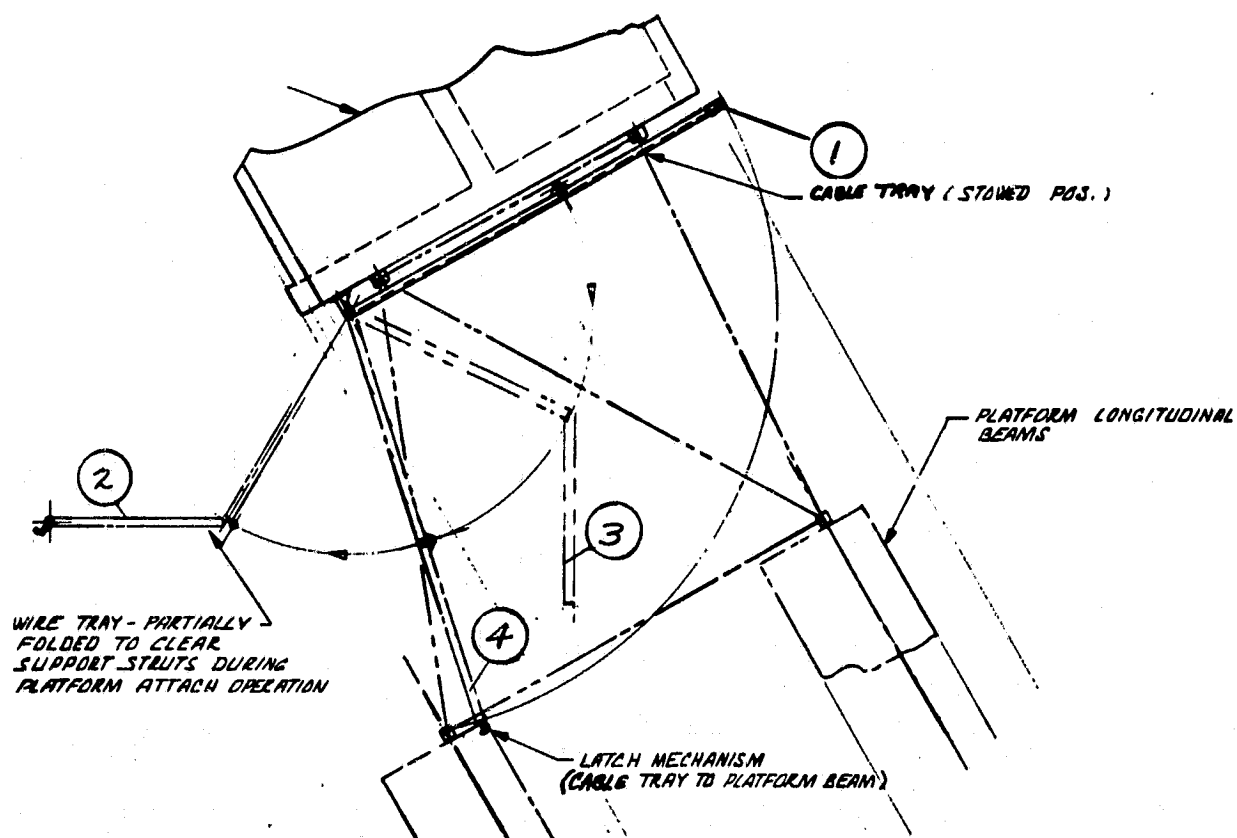 1
CABLE TRAY (STOWED POS.)
PLATFORM LONGITUDINAL
BEAMS
2
3
WIRE TRAY - PARTIALLY
FOLDED TO CLEAR
SUPPORT STRUTS DURING
PLATFORM ATTACH OPERATION
4
LATCH MECHANISM
(CABLE TRAY TO PLATFORM BEAM)